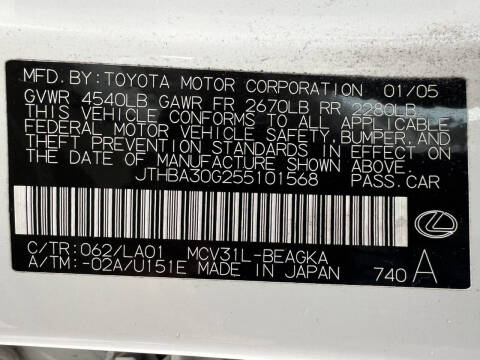 MFD. BY: TOYOTA MOTOR CORPORATION 01/05
GVWR 4540LB GAWR FR 2670LB RR 2280LB
THIS VEHICLE CONFORMS TO ALL APPLICABLE
FEDERAL MOTOR VEHICLE SAFETY, BUMPER, AND
THEFT PREVENTION STANDARDS IN EFFECT ON THE
DATE OF MANUFACTURE SHOWN ABOVE.
JTHBA30G255101568 PASS. CAR
C/TR: 062/LA01 MCV31L-BEAGKA
A/TM: -02A/U151E MADE IN JAPAN 740 A